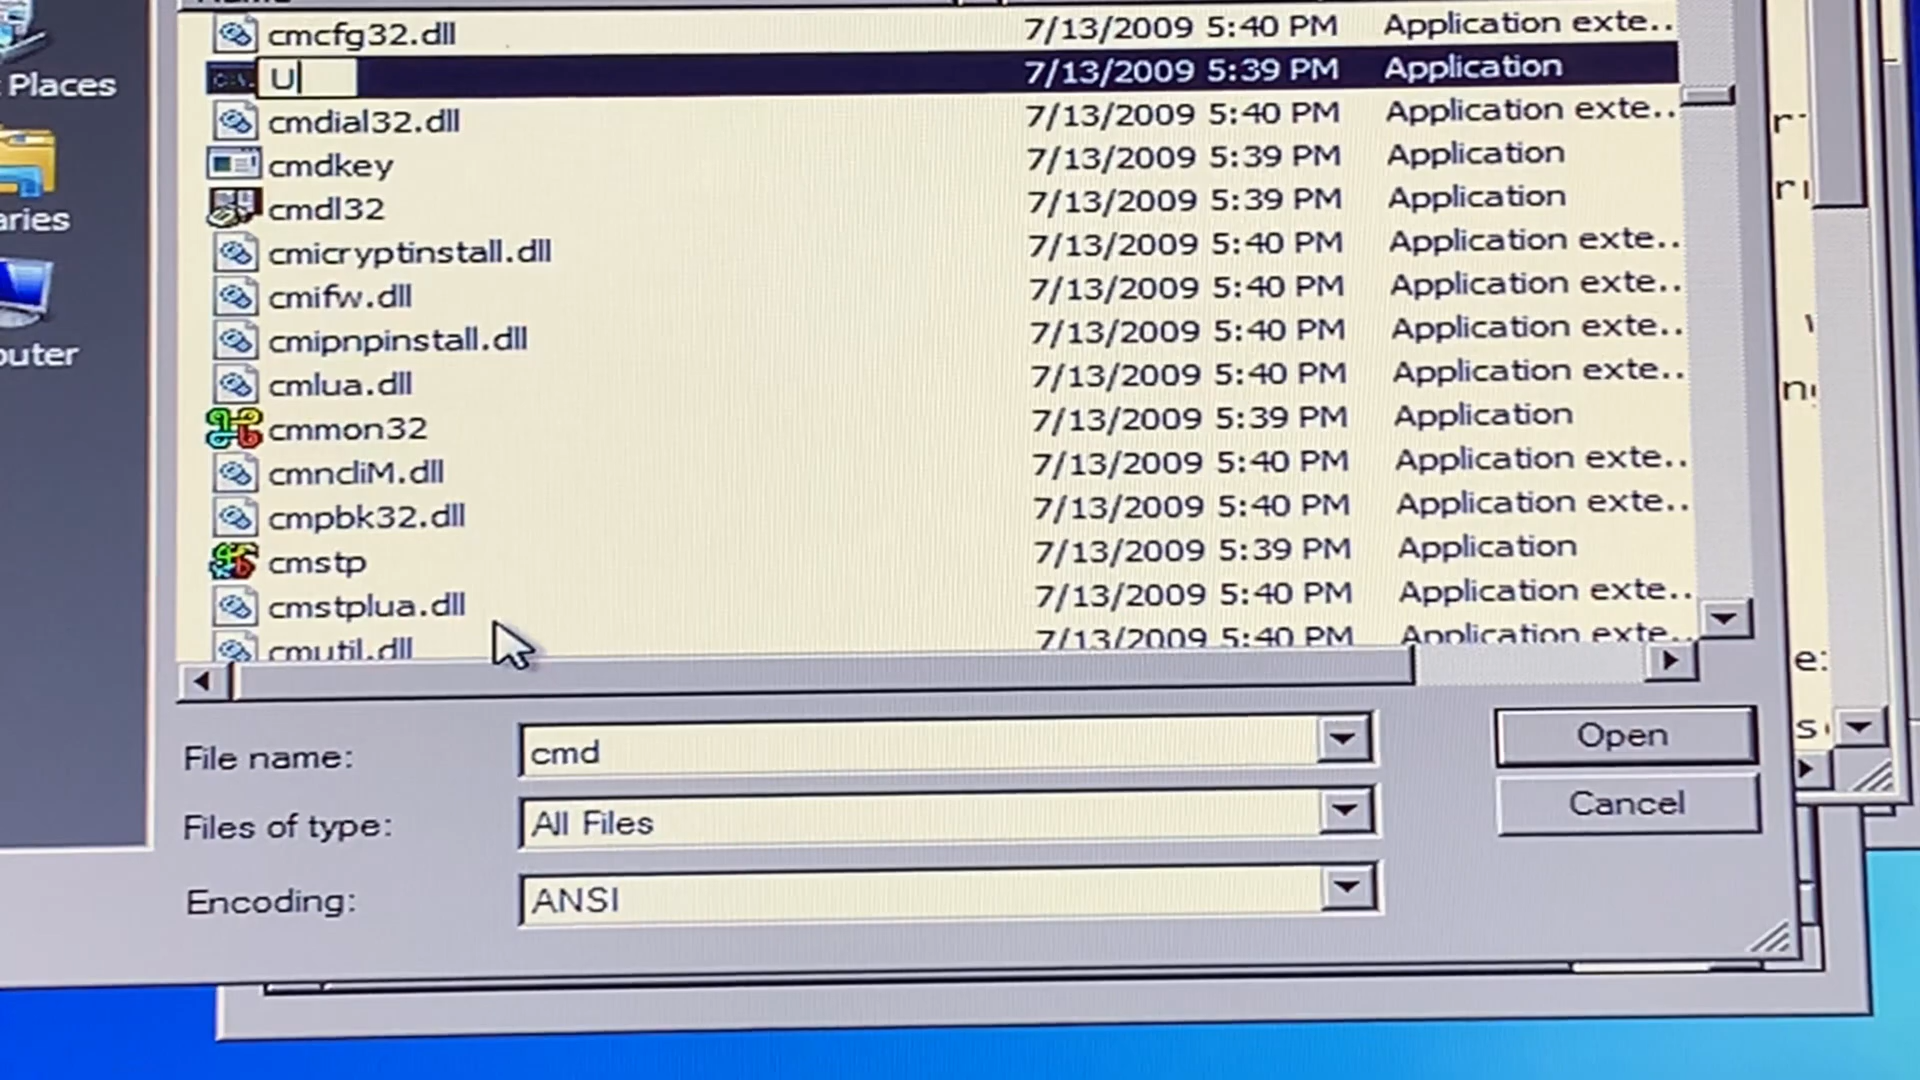 cmcfg32.dll 7/13/2009 5:40 PM Application exte..
C:\. U 7/13/2009 5:39 PM Application
Places
cmdial32.dll 7/13/2009 5:40 PM Application exte..
cmdkey 7/13/2009 5:39 PM Application
cmdl32 7/13/2009 5:39 PM Application
aries
cmicryptinstall.dll 7/13/2009 5:40 PM Application exte..
cmifw.dll 7/13/2009 5:40 PM Application exte..
cmipnpinstall.dll 7/13/2009 5:40 PM Application exte..
puter
cmlua.dll 7/13/2009 5:40 PM Application exte..
cmmon32 7/13/2009 5:39 PM Application
cmncliM.dll 7/13/2009 5:40 PM Application exte..
cmpbk32.dll 7/13/2009 5:40 PM Application exte..
cmstp 7/13/2009 5:39 PM Application
cmstplua.dll 7/13/2009 5:40 PM Application exte..
cmutil.dll 7/13/2009 5:40 PM Application exte..
File name: cmd Open
Files of type: All Files Cancel
Encoding: ANSI